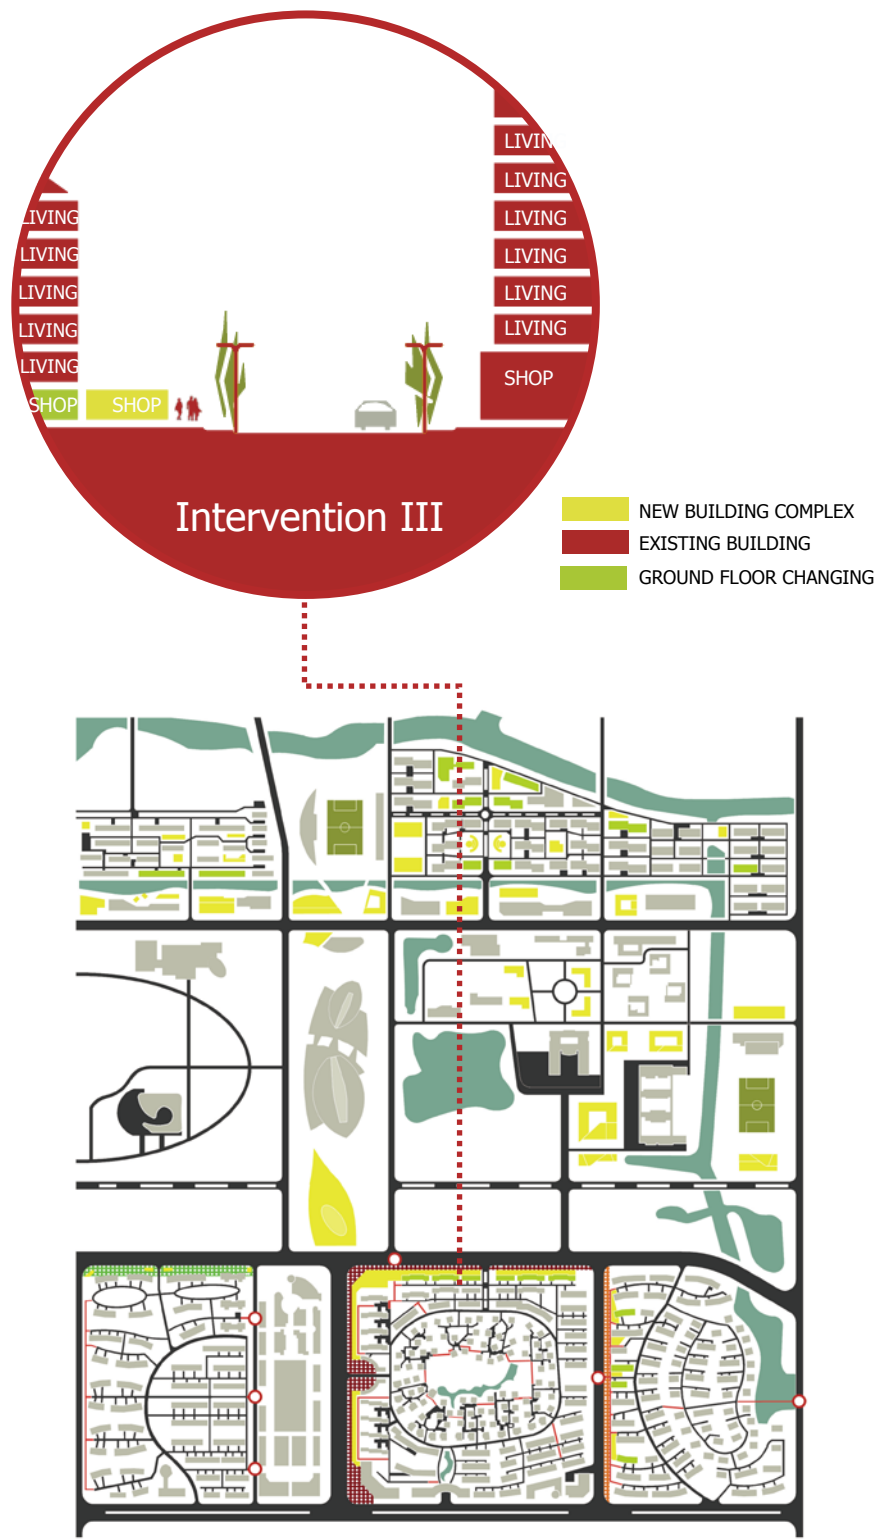 LIVIN
LIVING
LIVING
LIVING
LIVING
LIVING
SHOP
LIVING
LIVING
LIVING
LIVING
LIVING
SHOP
SHOP
Intervention III
NEW BUILDING COMPLEX
EXISTING BUILDING
GROUND FLOOR CHANGING